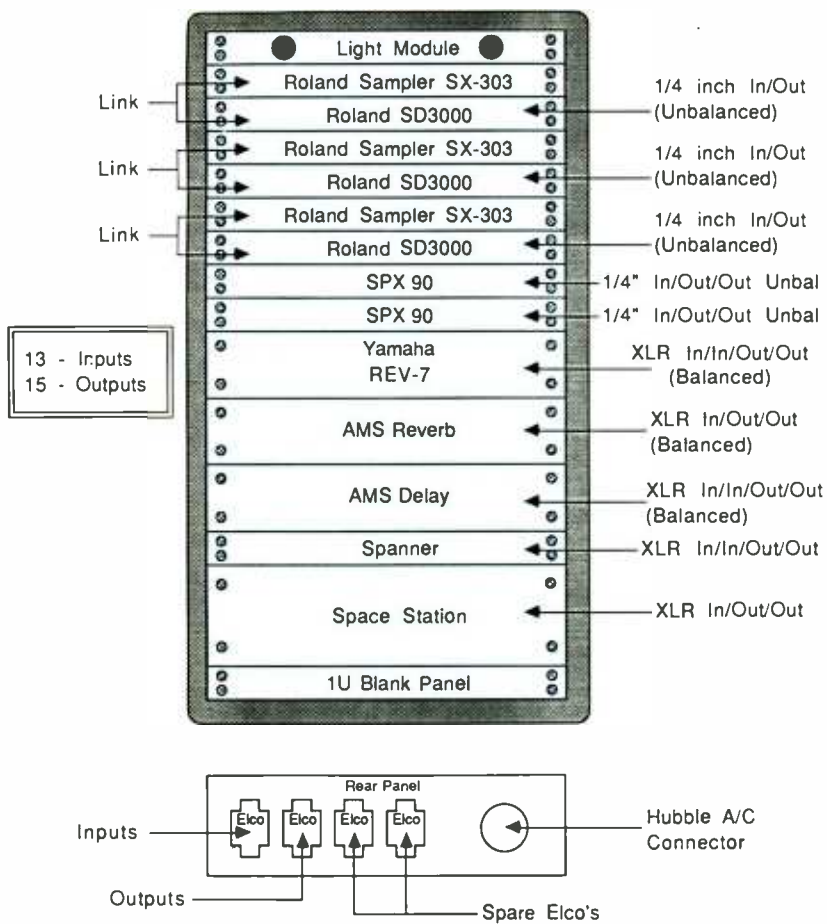 Light Module
Roland Sampler SX-303
Link
1/4 inch In/Out
(Unbalanced)
Roland SD3000
Roland Sampler SX-303
Link
1/4 inch In/Out
(Unbalanced)
Roland SD3000
Roland Sampler SX-303
Link
1/4 inch In/Out
(Unbalanced)
Roland SD3000
SPX 90
1/4" In/Out/Out Unbal
SPX 90
1/4" In/Out/Out Unbal
13 - Inputs
15 - Outputs
Yamaha
REV-7
XLR In/In/Out/Out
(Balanced)
AMS Reverb
XLR In/Out/Out
(Balanced)
AMS Delay
XLR In/In/Out/Out
(Balanced)
Spanner
XLR In/In/Out/Out
Space Station
XLR In/Out/Out
1U Blank Panel
Rear Panel
Elco Elco Elco Elco
Inputs
Hubble A/C
Connector
Outputs
Spare Elco's